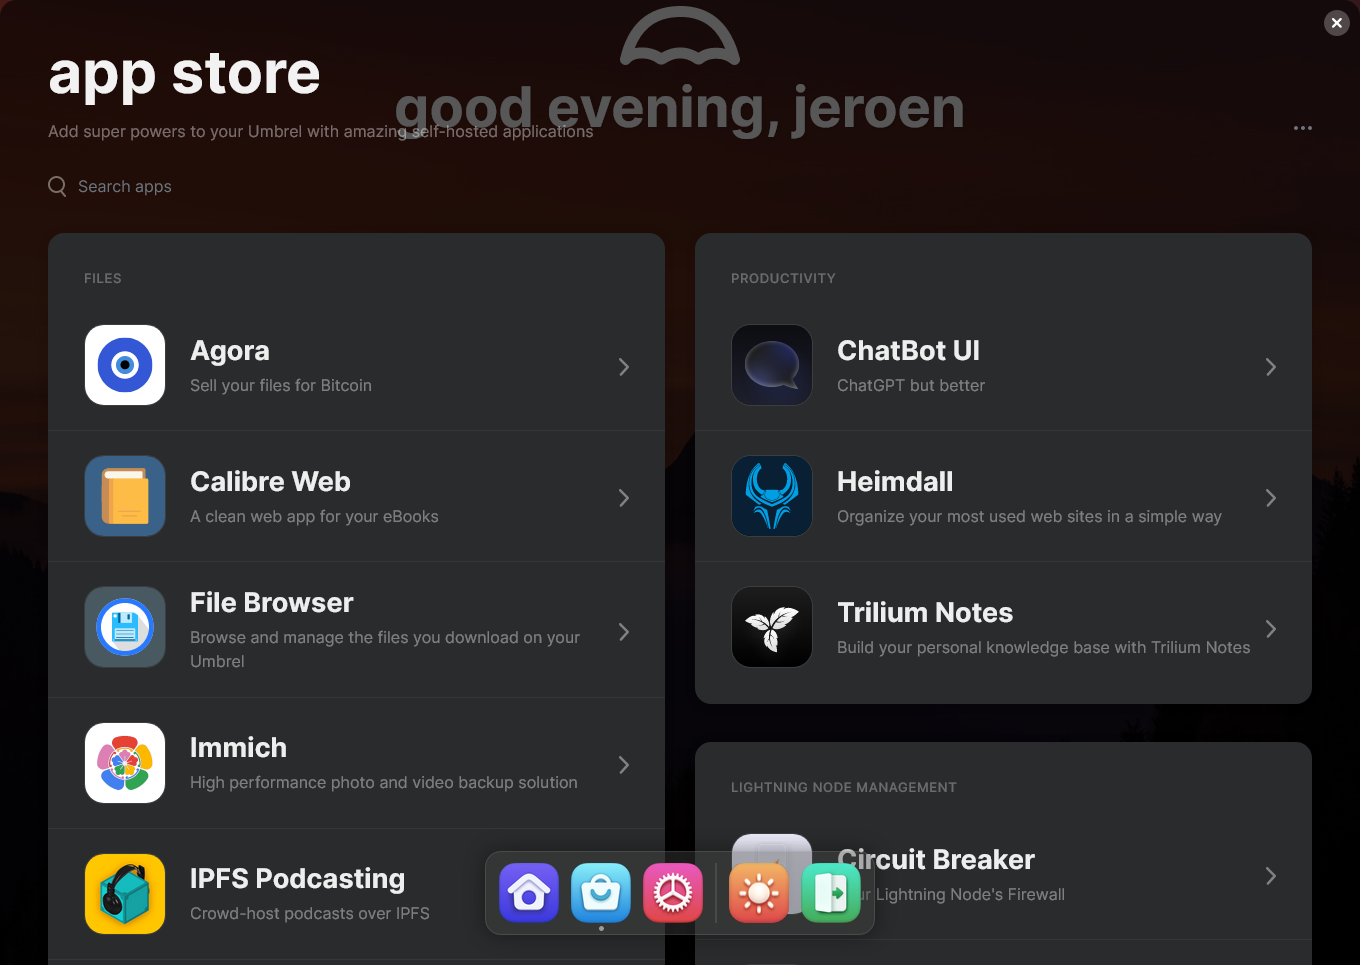 app store
good evening, jeroen
Add super powers to your Umbrel with amazing self-hosted applications
Search apps
FILES
Agora
Sell your files for Bitcoin
Calibre Web
A clean web app for your eBooks
File Browser
Browse and manage the files you download on your
Umbrel
Immich
High performance photo and video backup solution
IPFS Podcasting
Crowd-host podcasts over IPFS
PRODUCTIVITY
ChatBot UI
ChatGPT but better
Heimdall
Organize your most used web sites in a simple way
Trilium Notes
Build your personal knowledge base with Trilium Notes
LIGHTNING NODE MANAGEMENT
Circuit Breaker
Lightning Node's Firewall